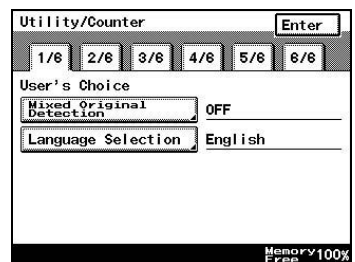 Utility/Counter
Enter
1/6 2/6 3/6 4/6 5/6 6/6
User's Choice
Mixed Original
Detection
OFF
Language Selection
English
Memory 100%
Free